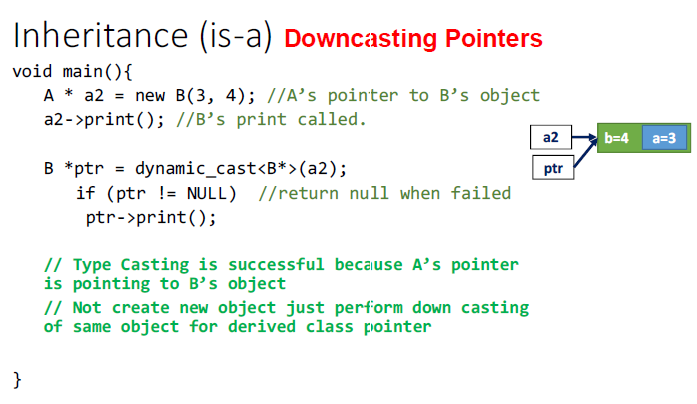 Inheritance (is-a) Downcasting Pointers
void main(){
A * a2 = new B(3, 4); //A’s pointer to B’s object
a2->print(); //B’s print called.
a2
b=4
a=3
ptr
B *ptr = dynamic_cast<B*>(a2);
if (ptr != NULL) //return null when failed
ptr->print();
// Type Casting is successful because A’s pointer
is pointing to B’s object
// Not create new object just perform down casting
of same object for derived class pointer
}